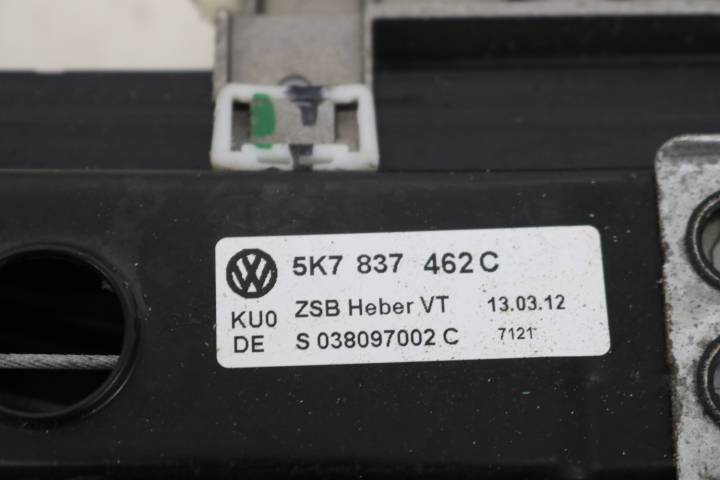 5K7 837 462 C
KU0 ZSB Heber VT 13.03.12
DE S 038097002 C 7121